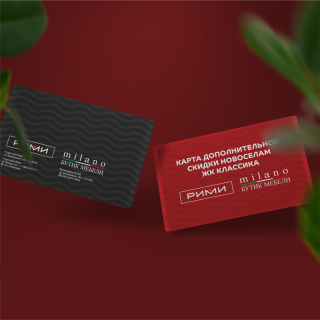 РИМИ
milano
БУТИК МЕБЕЛИ
КАРТА ДОПОЛНИТЕЛЬНОЙ
СКИДКИ НОВОСЕЛАМ
ЖК КЛАССИКА
РИМИ
milano
БУТИК МЕБЕЛИ